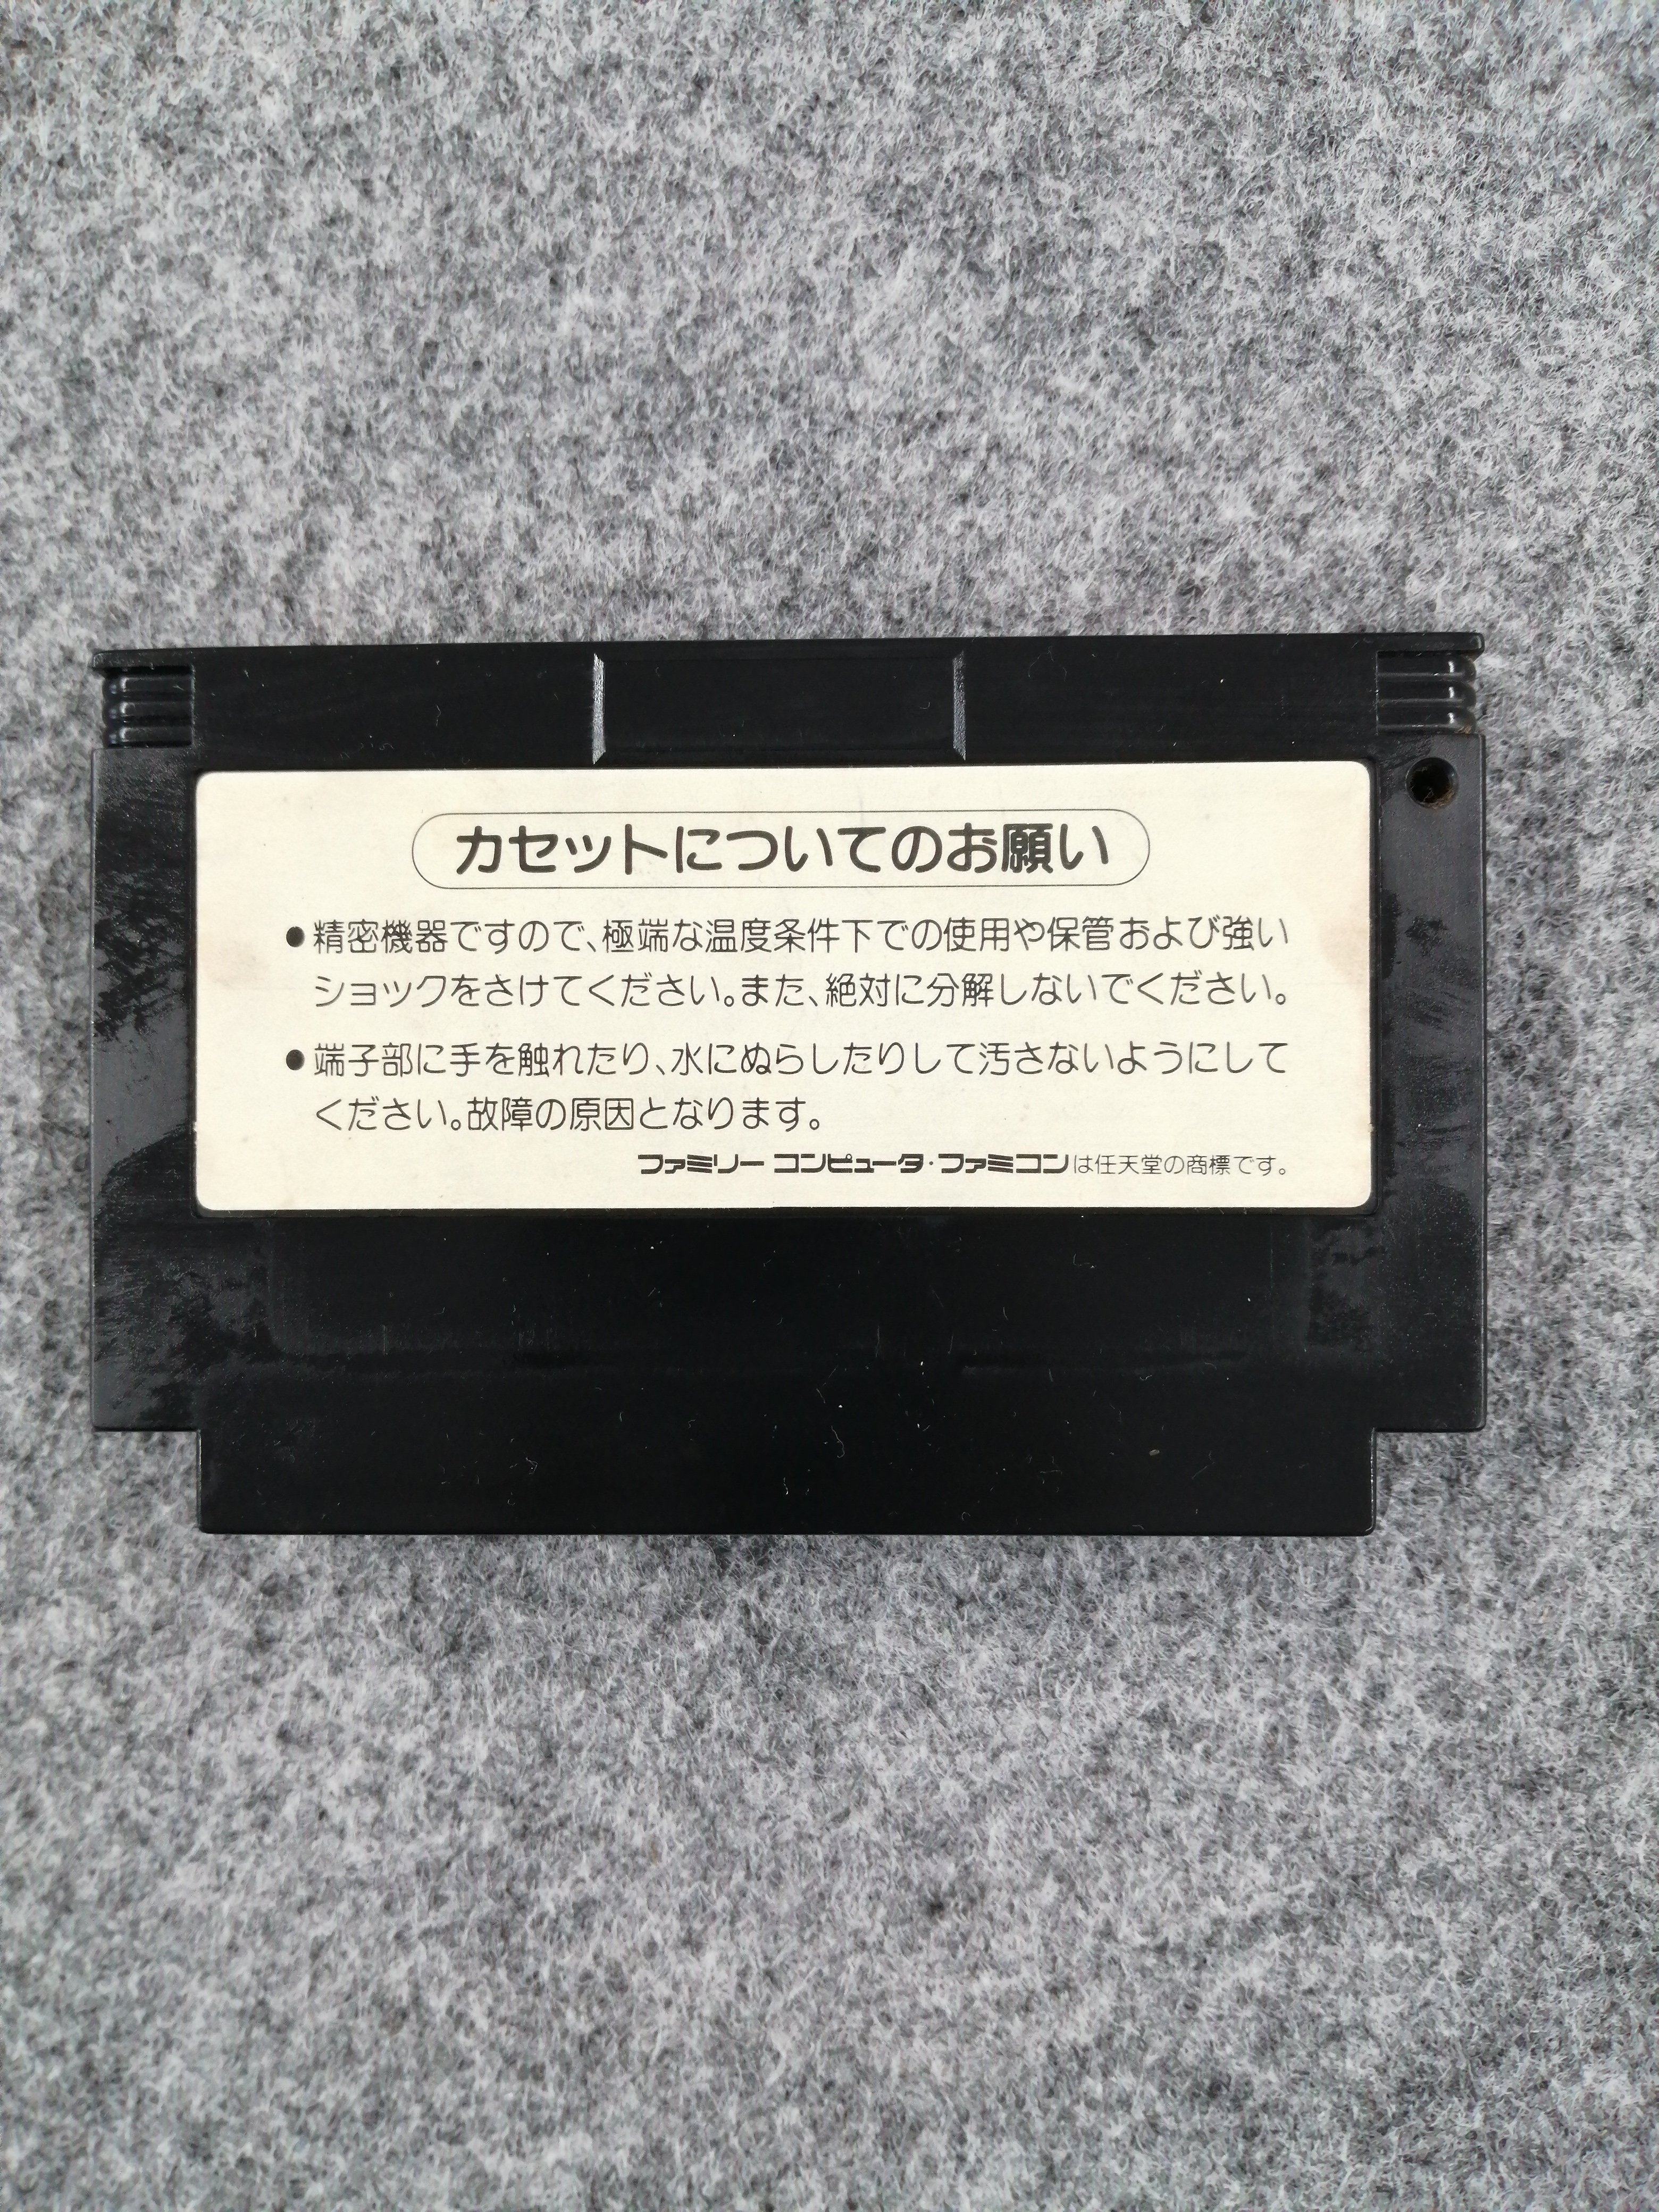 カセットについてのお願い
●精密機器ですので、極端な温度条件下での使用や保管および強い
ショックをさけてください。また、絶対に分解しないでください。
●端子部に手を触れたり、水にぬらしたりして汚さないようにして
ください。故障の原因となります。
ファミリー コンピュータ・ファミコンは任天堂の商標です。